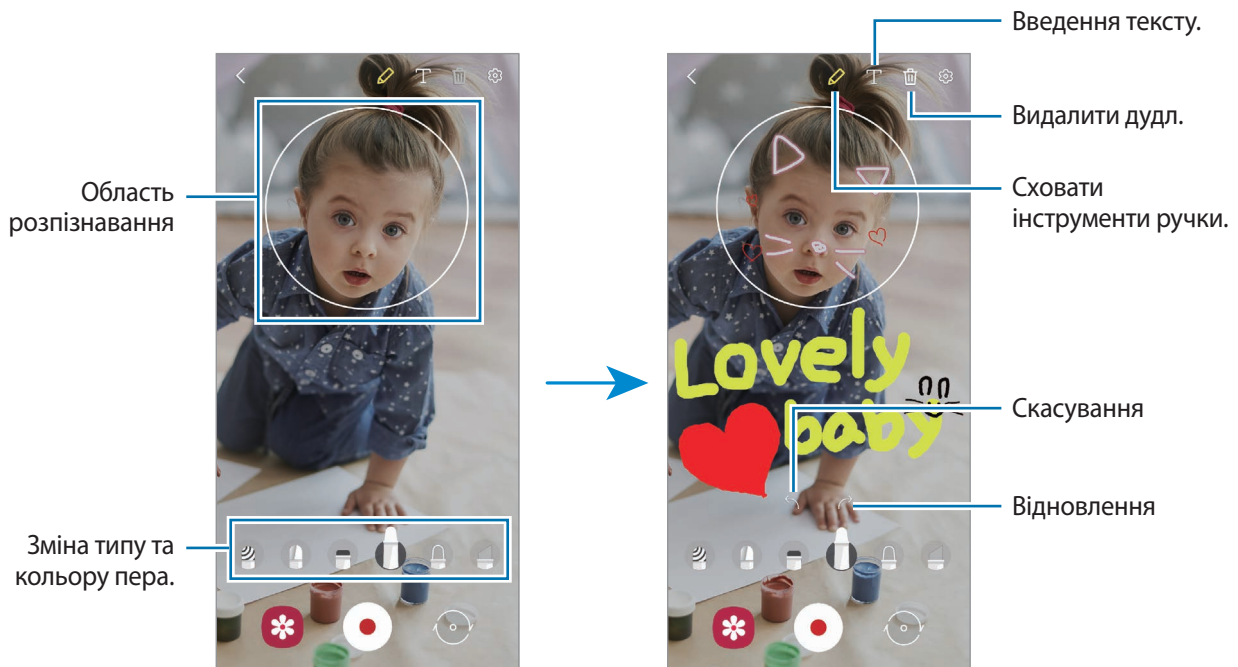 Введення тексту.
Видалити дудл.
Область
розпізнавання
Сховати
інструменти ручки.
Lovely
baby
Скасування
Відновлення
Зміна типу та
кольору пера.